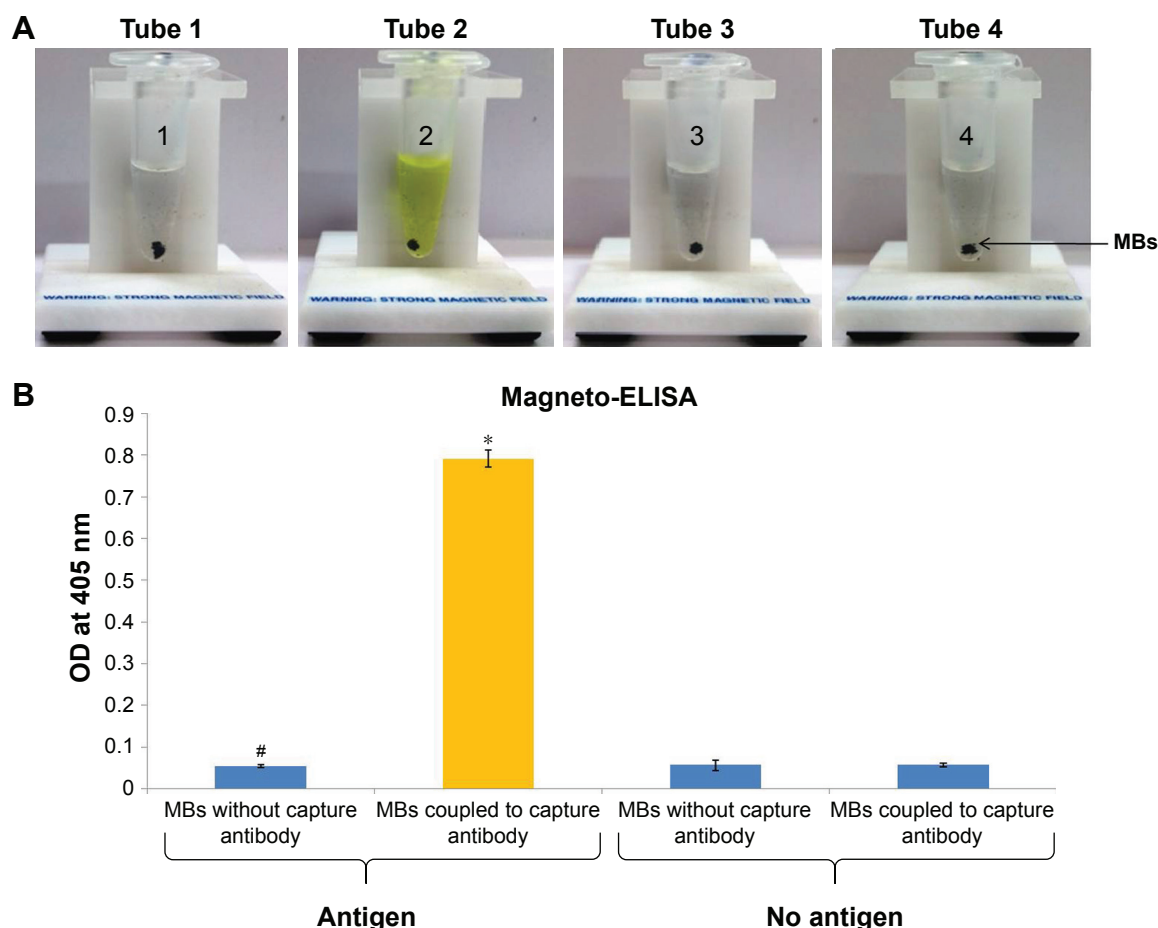 A
Tube 1 Tube 2 Tube 3 Tube 4
1 2 3 4
MBs
WARNING: STRONG MAGNETIC FIELD WARNING: STRONG MAGNETIC FIELD WARNING: STRONG MAGNETIC FIELD WARNING: STRONG MAGNETIC FIELD
B
Magneto-ELISA
OD at 405 nm
0.9
0.8
0.7
0.6
0.5
0.4
0.3
0.2
0.1
0
#
*
MBs without capture
antibody
MBs coupled to capture
antibody
MBs without capture
antibody
MBs coupled to capture
antibody
Antigen
No antigen